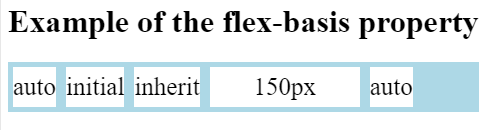 Example of the flex-basis property
auto initial inherit 150px auto